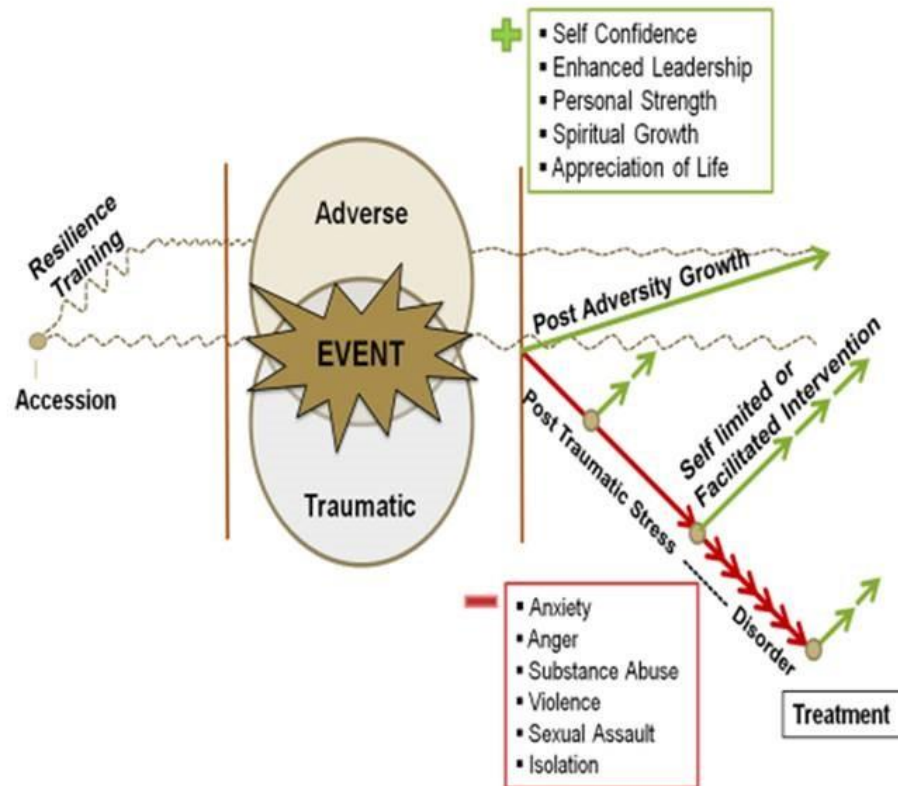 ▪ Self Confidence
▪ Enhanced Leadership
▪ Personal Strength
▪ Spiritual Growth
▪ Appreciation of Life
Resilience
Training
Adverse
Post Adversity Growth
EVENT
Accession
Self limited or
Facilitated Intervention
Post Traumatic Stress ------- Disorder
Traumatic
▪ Anxiety
▪ Anger
▪ Substance Abuse
▪ Violence
▪ Sexual Assault
▪ Isolation
Treatment